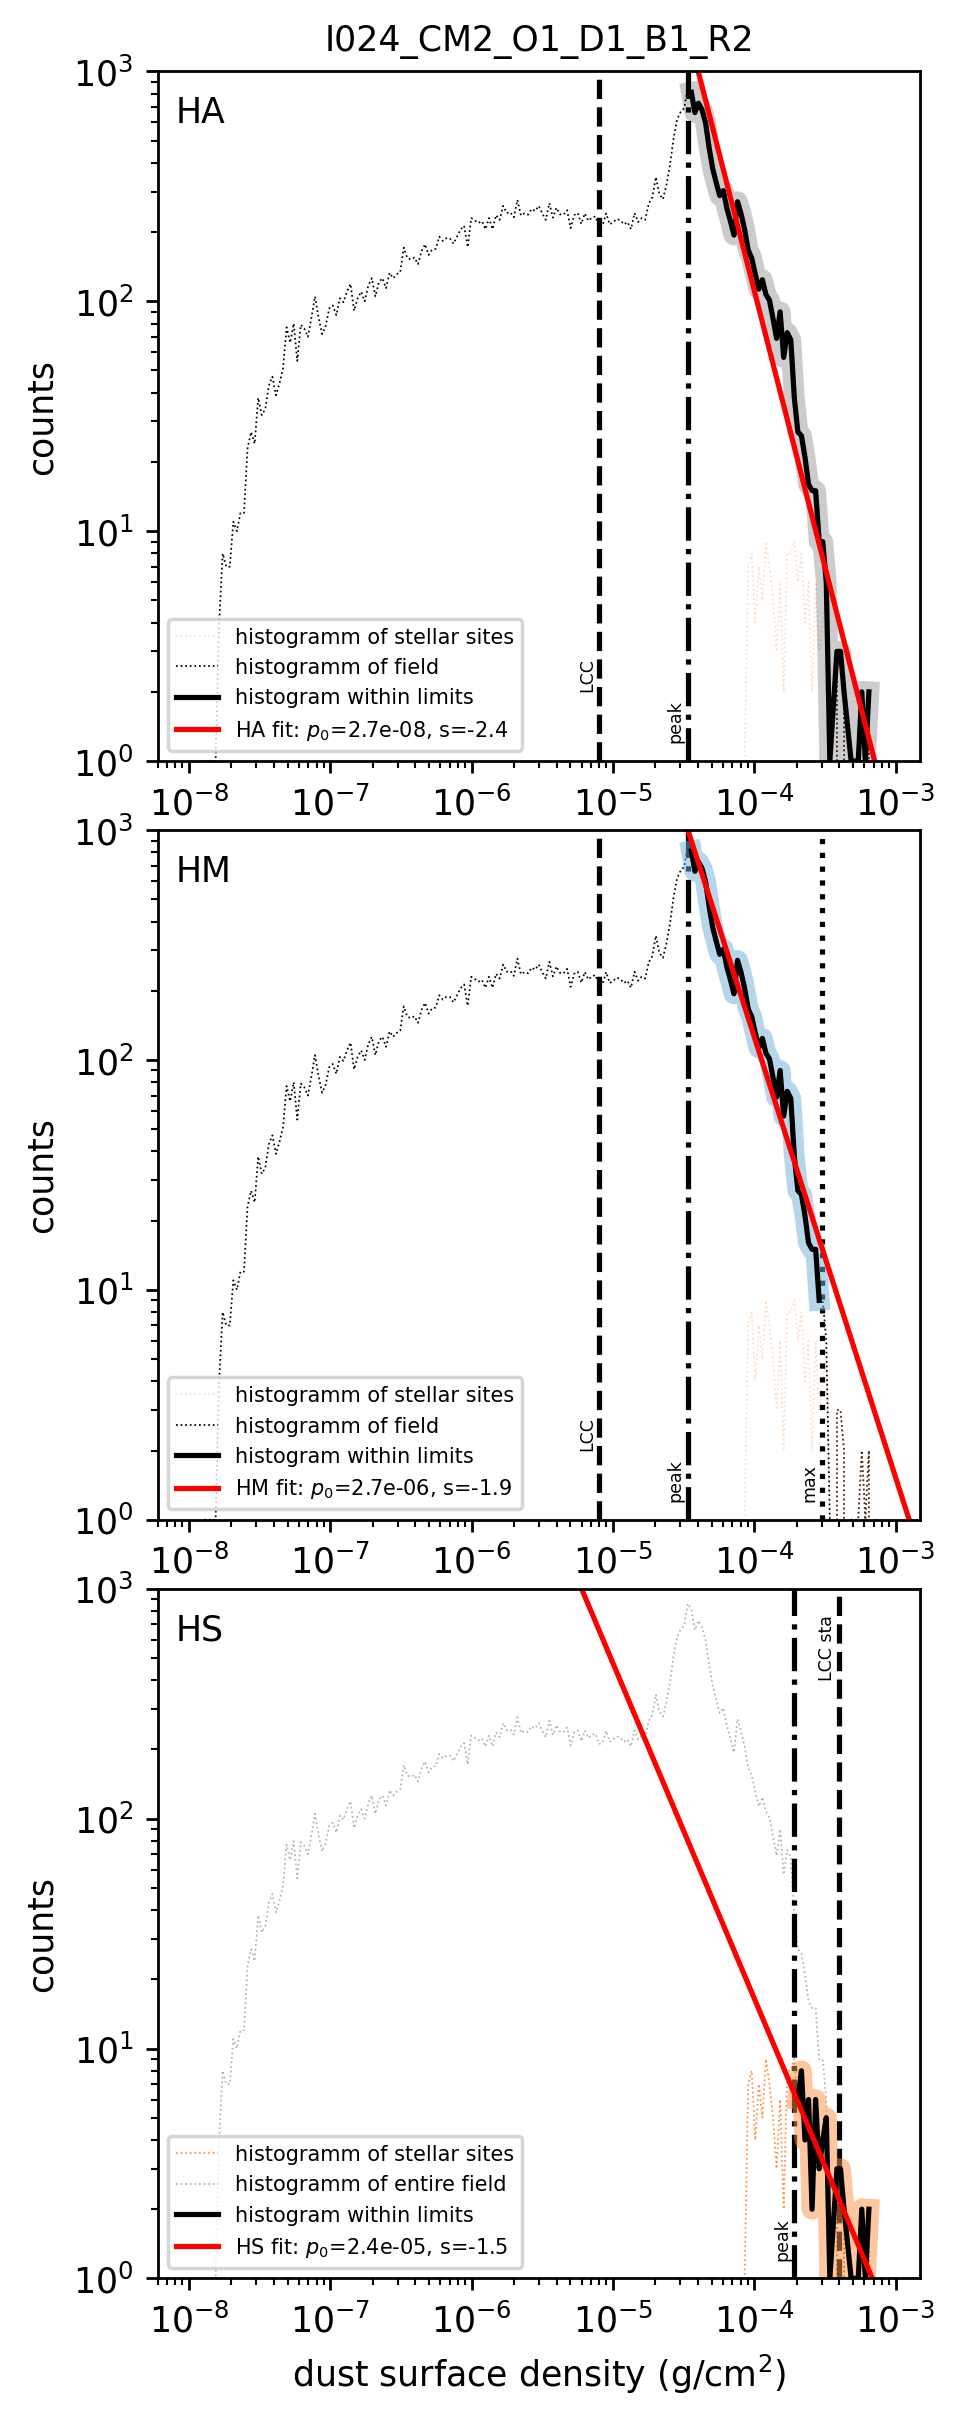 I024_CM2_O1_D1_B1_R2
10³
HA
10²
counts
10¹
histogramm of stellar sites
histogramm of field
histogram within limits
HA fit: p₀=2.7e-08, s=-2.4
LCC
peak
10⁰
10⁻⁸ 10⁻⁷ 10⁻⁶ 10⁻⁵ 10⁻⁴ 10⁻³
10³
HM
10²
counts
10¹
histogramm of stellar sites
histogramm of field
histogram within limits
HM fit: p₀=2.7e-06, s=-1.9
LCC
peak
max
10⁰
10⁻⁸ 10⁻⁷ 10⁻⁶ 10⁻⁵ 10⁻⁴ 10⁻³
10³
HS
LCC sta
10²
counts
10¹
histogramm of stellar sites
histogramm of entire field
histogram within limits
HS fit: p₀=2.4e-05, s=-1.5
peak
10⁰
10⁻⁸ 10⁻⁷ 10⁻⁶ 10⁻⁵ 10⁻⁴ 10⁻³
dust surface density (g/cm²)